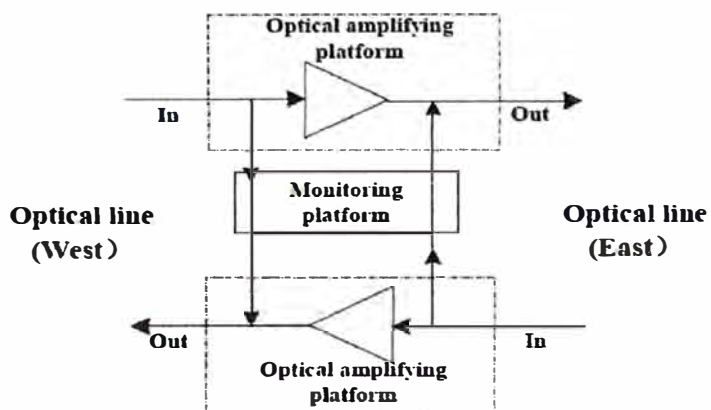 Optical amplifying
platform
In
Out
Monitoring
platform
Optical line
(West）
Optical line
(East）
Out
In
Optical amplifying
platform